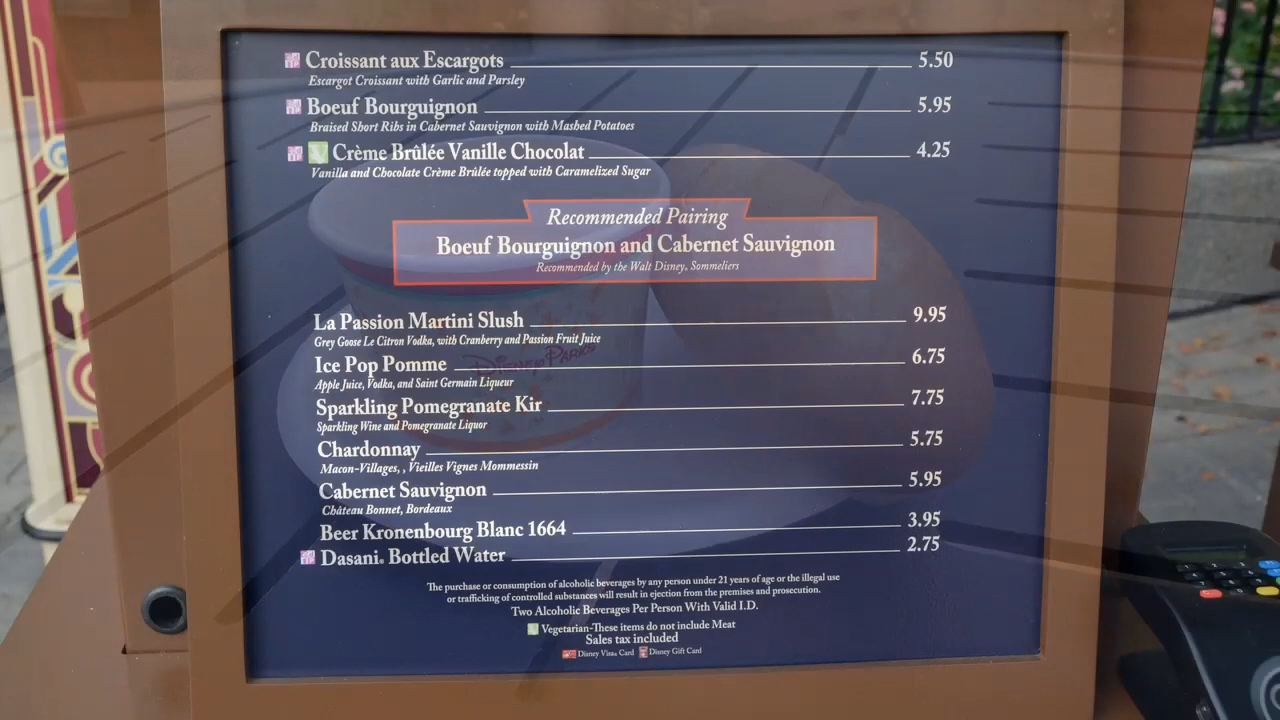 Croissant aux Escargots 5.50
Escargot Croissant with Garlic and Parsley
Boeuf Bourguignon 5.95
Braised Short Ribs in Cabernet Sauvignon with Mashed Potatoes
Crème Brûlée Vanille Chocolat 4.25
Vanilla and Chocolate Crème Brûlée topped with Caramelized Sugar
Recommended Pairing
Boeuf Bourguignon and Cabernet Sauvignon
Recommended by the Walt Disney, Sommeliers
La Passion Martini Slush 9.95
Grey Goose Le Citron Vodka, with Cranberry and Passion Fruit Juice
Disney Parks
Ice Pop Pomme 6.75
Apple Juice, Vodka, and Saint Germain Liqueur
Sparkling Pomegranate Kir 7.75
Sparkling Wine and Pomegranate Liquor
Chardonnay 5.75
Macon-Villages, , Vieilles Vignes Mommessin
Cabernet Sauvignon 5.95
Château Bonnet, Bordeaux
Beer Kronenbourg Blanc 1664 3.95
Dasani® Bottled Water 2.75
The purchase or consumption of alcoholic beverages by any person under 21 years of age or the illegal use
or trafficking of controlled substances will result in ejection from the premises and prosecution.
Two Alcoholic Beverages Per Person With Valid I.D.
Vegetarian-These items do not include Meat
Sales tax included
Disney Visa® Card Disney Gift Card